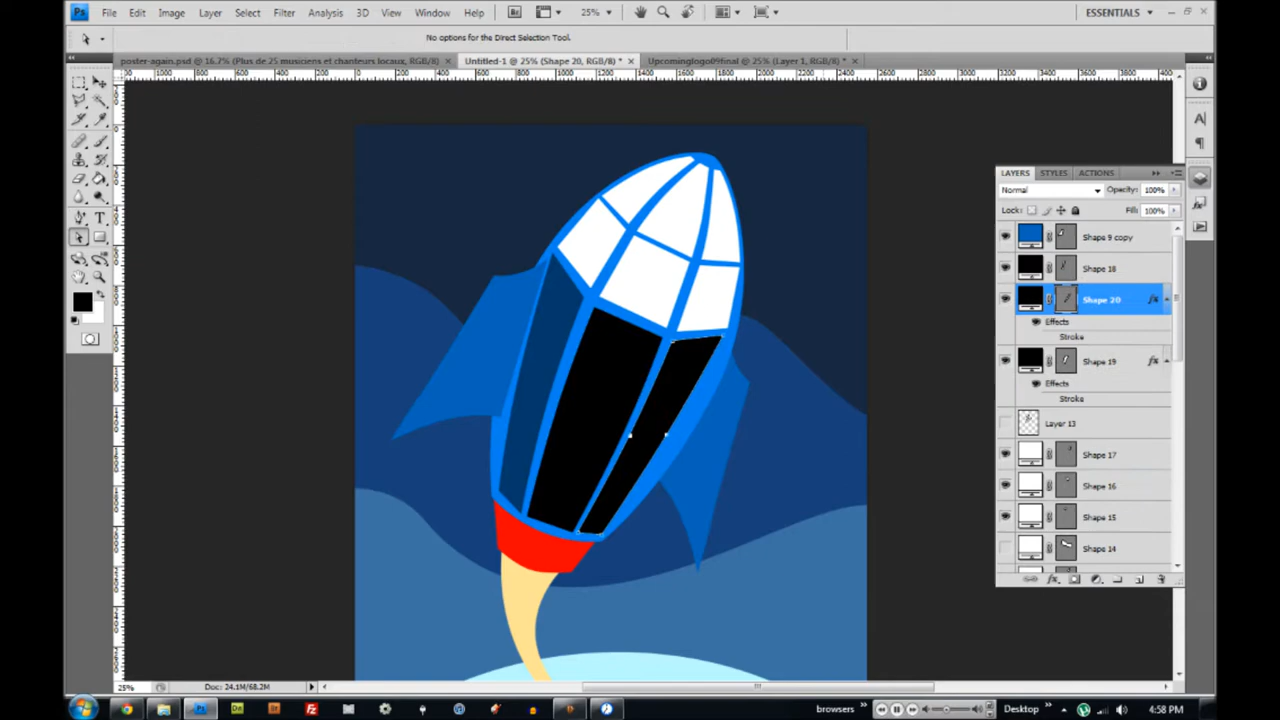 Ps File Edit Image Layer Select Filter Analysis 3D View Window Help Br 25% ESSENTIALS
No options for the Direct Selection Tool.
poster-again.psd @ 16.7% (Plus de 25 musiciens et chanteurs locaux, RGB/8) Untitled-1 @ 25% (Shape 20, RGB/8) * Upcominglogo09final @ 25% (Layer 1, RGB/8) *
LAYERS STYLES ACTIONS
Normal Opacity: 100%
Lock: Fill: 100%
Shape 9 copy
Shape 18
Shape 20 fx
Effects
Stroke
Shape 19 fx
Effects
Stroke
Layer 13
Shape 17
Shape 16
Shape 15
Shape 14
25% Doc: 24.1M/68.2M
browsers » Desktop » 4:58 PM